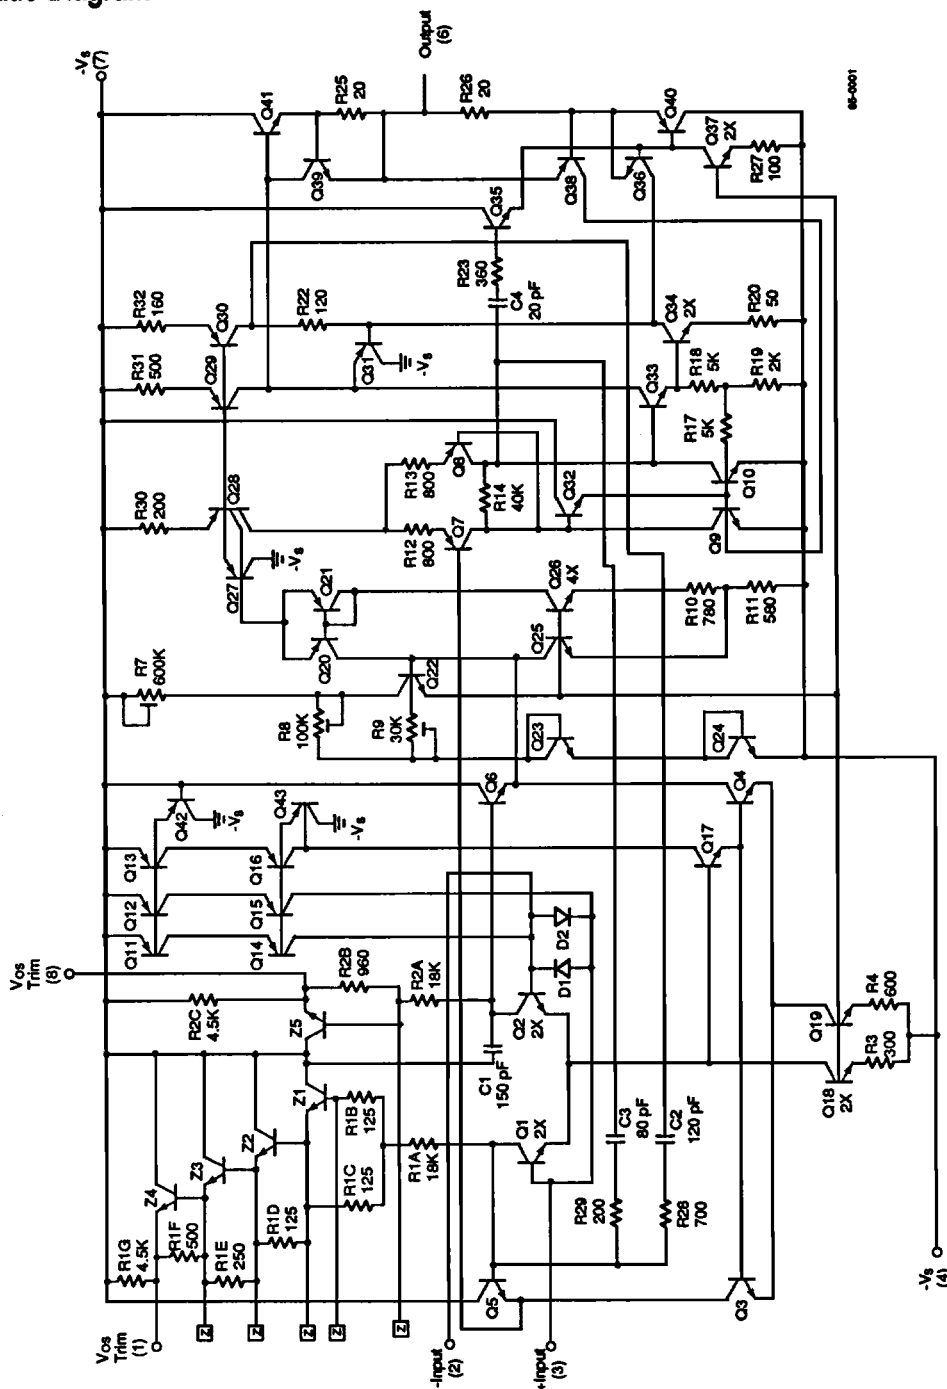 -Vs
(7)
Output
(6)
65-0001
Q41
R25
20
R26
20
Q40
Q39
Q38
Q36
Q37
2X
R27
100
Q35
R23
360
C4
20 pF
R32
160
Q30
R22
120
Q34
2X
R20
50
R31
500
Q29
Q31
-Vs
Q33
R18
5K
R19
2K
R17
5K
R30
200
Q28
R13
800
Q8
R14
40K
Q32
Q10
R12
800
Q7
Q9
Q27
-Vs
Q21
Q20
Q26
4X
Q25
R10
780
R11
580
R7
600K
R8
100K
R9
30K
Q22
Q23
Q24
Q42
-Vs
Q43
-Vs
Q6
Q4
Q17
Q13
Q16
Q12
Q15
Q11
Q14
D2
D1
Vos
Trim
(8)
R2C
4.5K
R2B
960
R2A
18K
Z5
Q2
2X
C1
150 pF
Q19
R4
600
Q18
2X
R3
300
Z1
R1B
125
R1C
125
R1A
18K
Q1
2X
C3
80 pF
C2
120 pF
R29
200
R28
700
Z4
Z3
Z2
R1G
4.5K
R1F
500
R1E
250
R1D
125
Z
Z
Z
Z
Z
Q5
Q3
Vos
Trim
(1)
-Input
(2)
+Input
(3)
-Vs
(4)